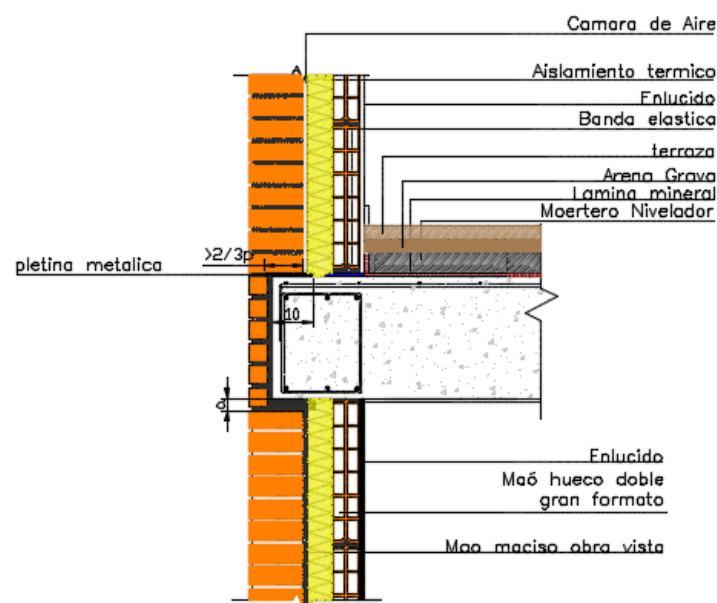 Camara de Aire
Aislamiento termico
Enlucido
Banda elastica
terraza
Arena Grava
Lamina mineral
Moertero Nivelador
>2/3p
pletina metalica
10
a
Enlucido
Maó hueco doble
gran formato
Mao maciso obra vista